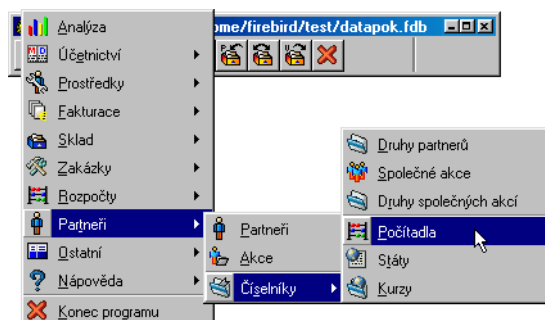 ome/firebird/test/datapok.fdb
Analýza
Účetnictví
Prostředky
Fakturace
Sklad
Zakázky
Rozpočty
Partneři
Ostatní
Nápověda
Konec programu
Partneři
Akce
Číselníky
Druhy partnerů
Společné akce
Druhy společných akcí
Počítadla
Státy
Kurzy